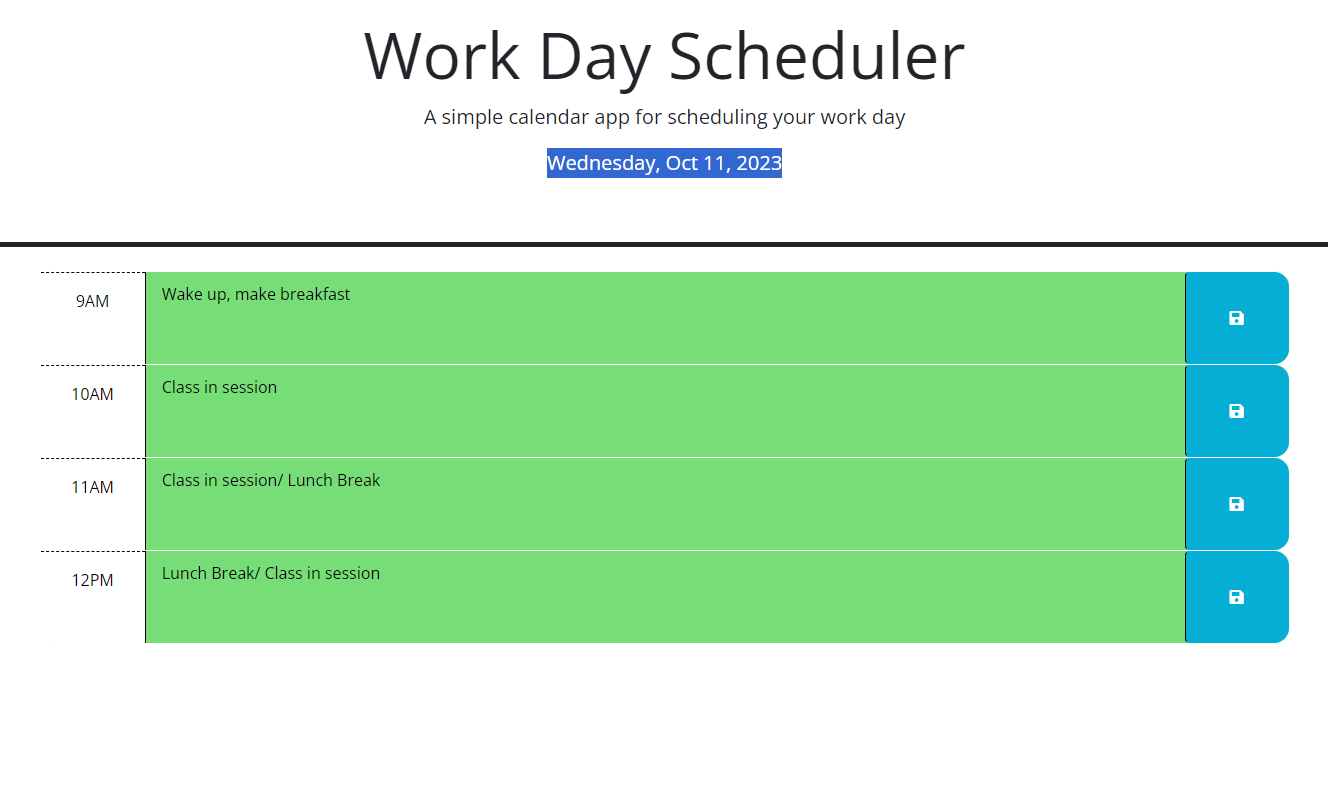 Work Day Scheduler
A simple calendar app for scheduling your work day
Wednesday, Oct 11, 2023
9AM
Wake up, make breakfast
10AM
Class in session
11AM
Class in session/ Lunch Break
12PM
Lunch Break/ Class in session